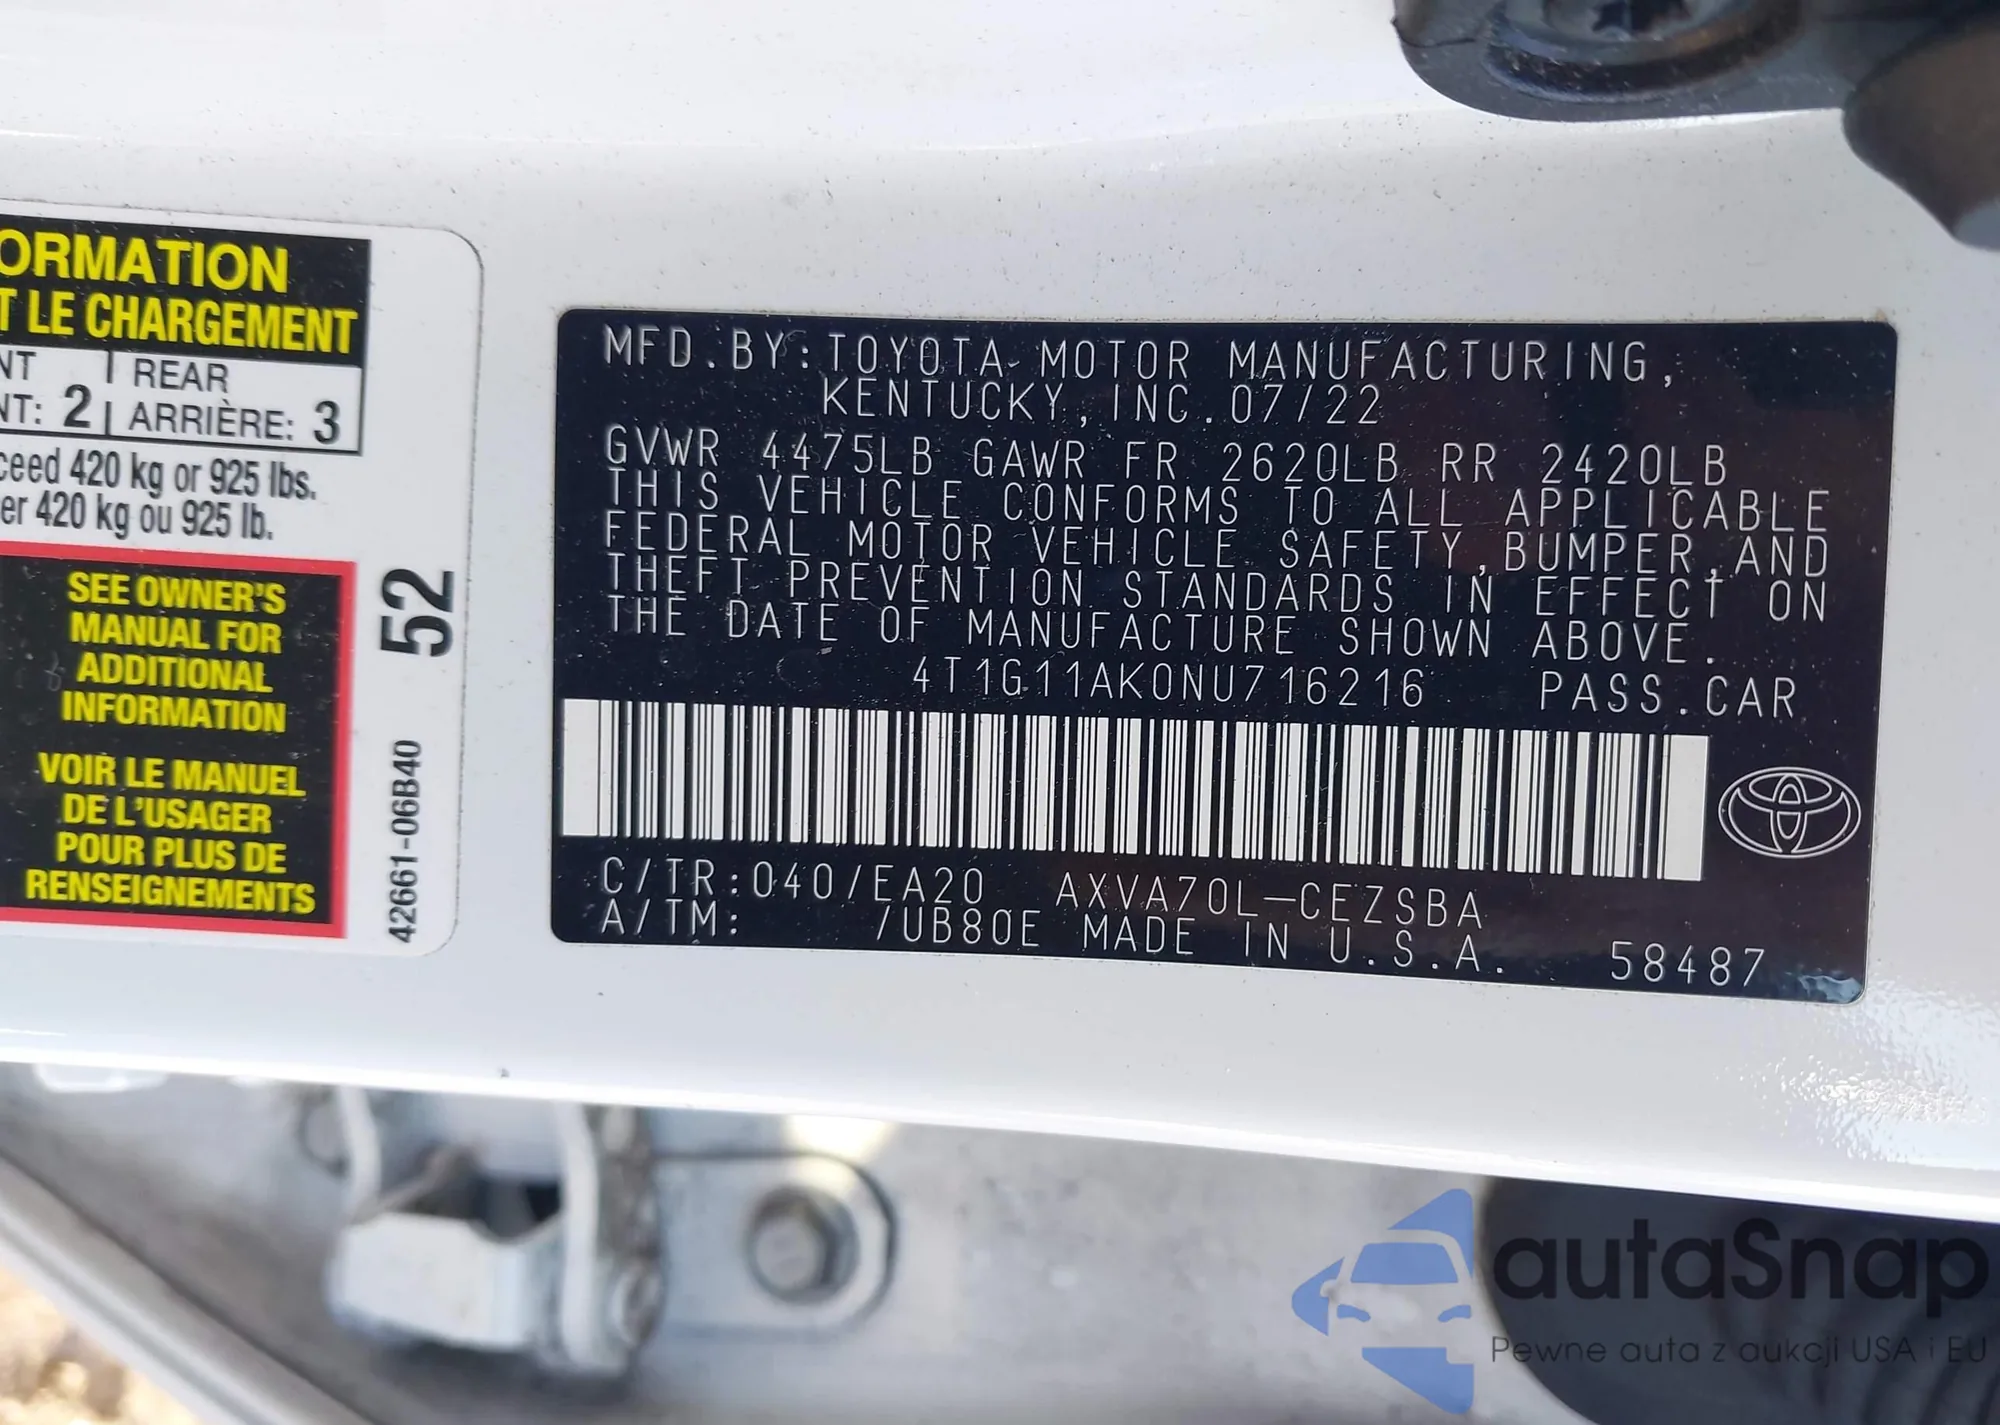 ORMATION
T LE CHARGEMENT
NT | REAR
NT: 2 | ARRIÈRE: 3
ceed 420 kg or 925 lbs.
er 420 kg ou 925 lb.
SEE OWNER'S
MANUAL FOR
ADDITIONAL
INFORMATION
VOIR LE MANUEL
DE L'USAGER
POUR PLUS DE
RENSEIGNEMENTS
52
42661-06B40
MFD.BY:TOYOTA MOTOR MANUFACTURING,
KENTUCKY,INC.07/22
GVWR 4475LB GAWR FR 2620LB RR 2420LB
THIS VEHICLE CONFORMS TO ALL APPLICABLE
FEDERAL MOTOR VEHICLE SAFETY,BUMPER,AND
THEFT PREVENTION STANDARDS IN EFFECT ON
THE DATE OF MANUFACTURE SHOWN ABOVE.
4T1G11AK0NU716216 PASS.CAR
C/TR:040/EA20 AXVA70L-CEZSBA
A/TM: /UB80E MADE IN U.S.A. 58487
autaSnap
Pewne auta z aukcji USA i EU